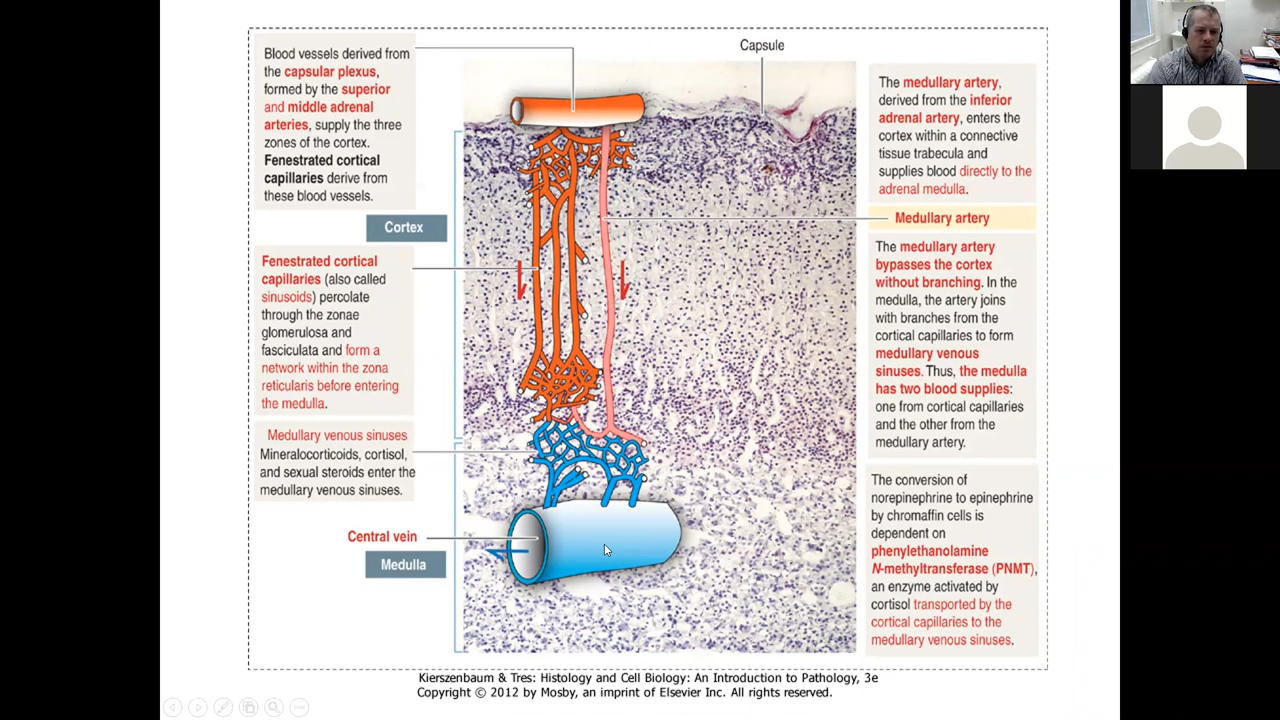 Blood vessels derived from
the capsular plexus,
formed by the superior
and middle adrenal
arteries, supply the three
zones of the cortex.
Fenestrated cortical
capillaries derive from
these blood vessels.
Cortex
Fenestrated cortical
capillaries (also called
sinusoids) percolate
through the zonae
glomerulosa and
fasciculata and form a
network within the zona
reticularis before entering
the medulla.
Medullary venous sinuses
Mineralocorticoids, cortisol,
and sexual steroids enter the
medullary venous sinuses.
Central vein
Medulla
Capsule
The medullary artery,
derived from the inferior
adrenal artery, enters the
cortex within a connective
tissue trabecula and
supplies blood directly to the
adrenal medulla.
Medullary artery
The medullary artery
bypasses the cortex
without branching. In the
medulla, the artery joins
with branches from the
cortical capillaries to form
medullary venous
sinuses. Thus, the medulla
has two blood supplies:
one from cortical capillaries
and the other from the
medullary artery.
The conversion of
norepinephrine to epinephrine
by chromaffin cells is
dependent on
phenylethanolamine
N-methyltransferase (PNMT),
an enzyme activated by
cortisol transported by the
cortical capillaries to the
medullary venous sinuses.
Kierszenbaum & Tres: Histology and Cell Biology: An Introduction to Pathology, 3e
Copyright © 2012 by Mosby, an imprint of Elsevier Inc. All rights reserved.